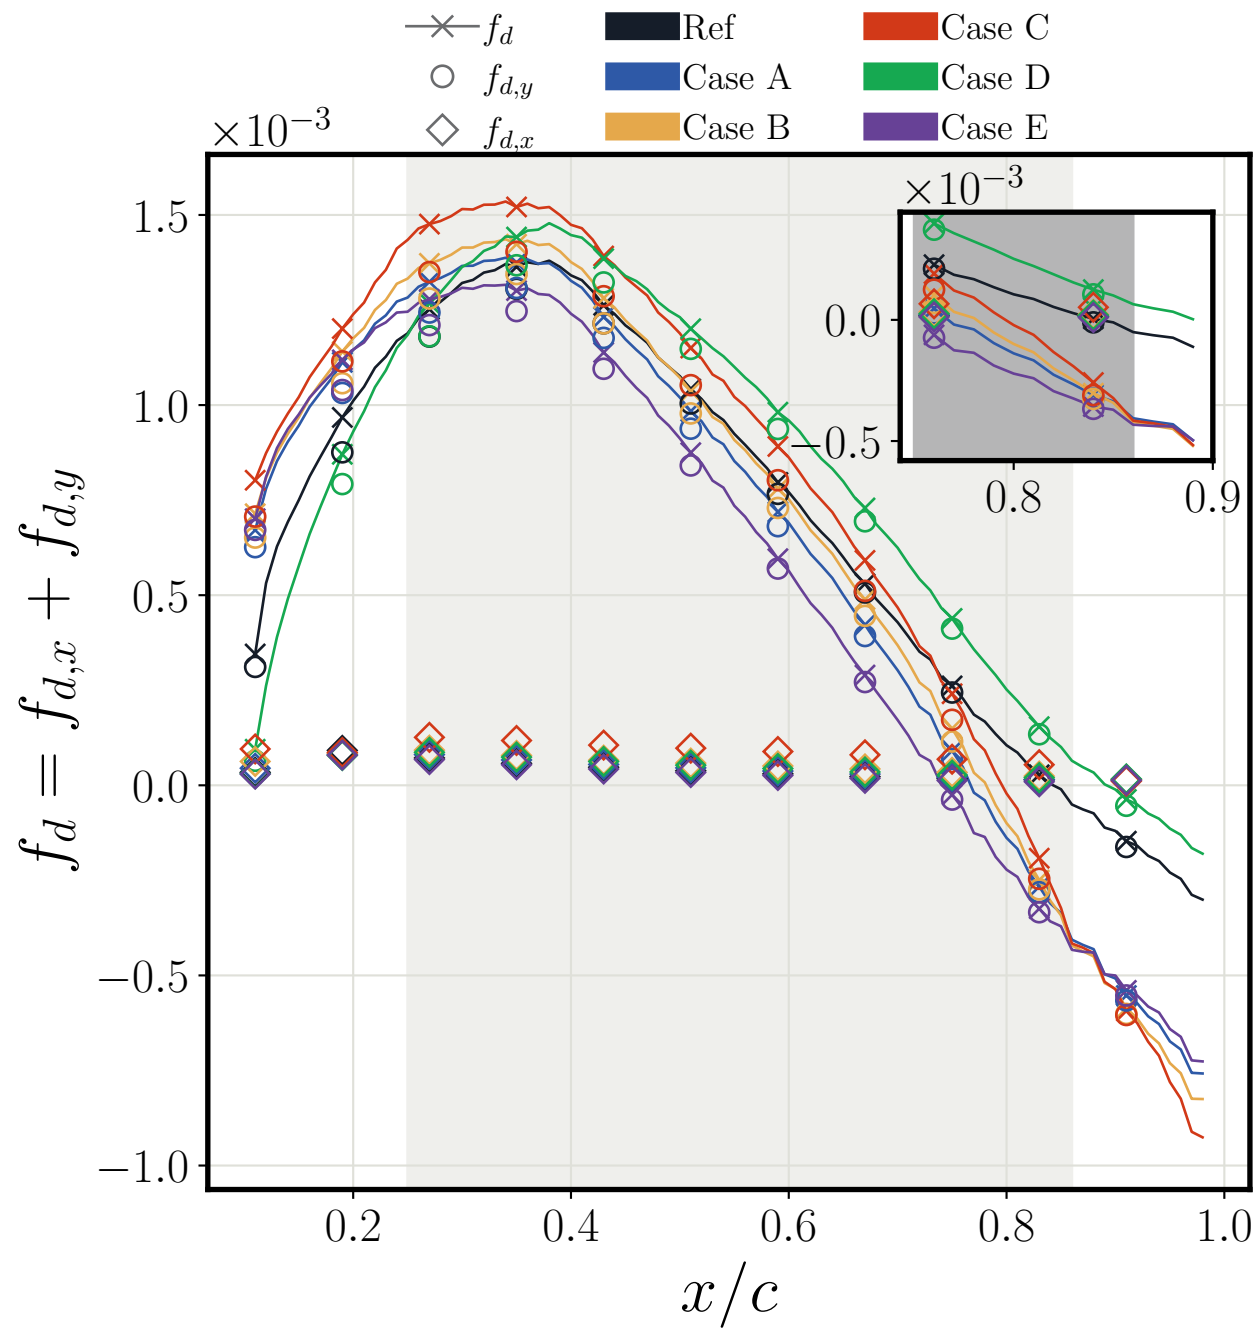 f_d Ref Case C
f_{d,y} Case A Case D
f_{d,x} Case B Case E
×10⁻³
×10⁻³
1.5
1.0
0.5
0.0
−0.5
−1.0
0.0
−0.5
0.8 0.9
0.2 0.4 0.6 0.8 1.0
x/c
f_d = f_{d,x} + f_{d,y}